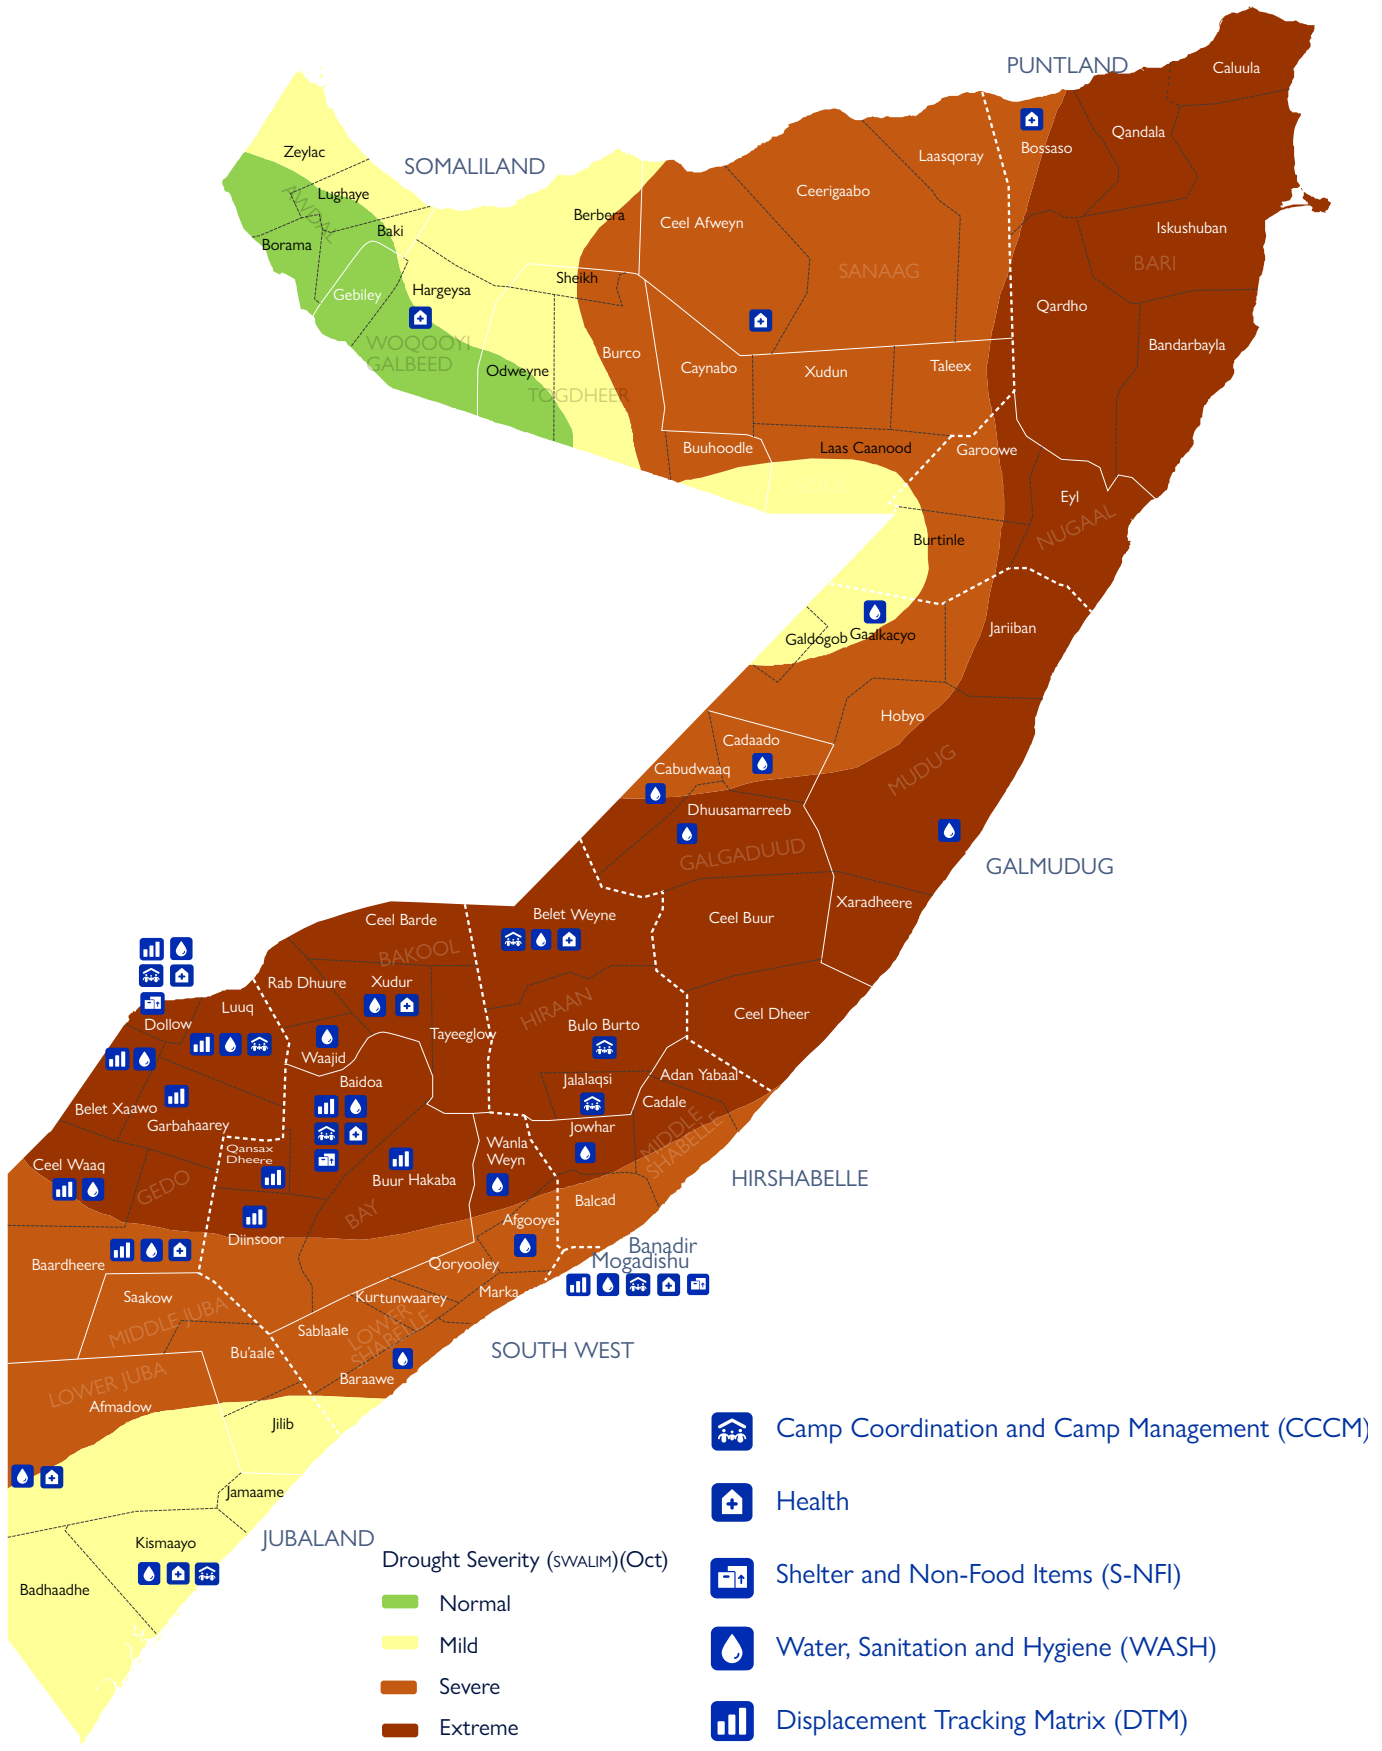 PUNTLAND
Caluula
Qandala
Bossaso
Laasqoray
Zeylac
SOMALILAND
Ceerigaabo
Lughaye
AWDAL
Berbera
Ceel Afweyn
Iskushuban
Baki
Borama
BARI
SANAAG
Sheikh
Hargeysa
Gebiley
Qardho
WOQOOYI
GALBEED
Bandarbayla
Burco
Caynabo
Xudun
Taleex
Odweyne
TOGDHEER
Buuhoodle
Laas Caanood
Garoowe
Eyl
NUGAAL
Burtinle
Jariiban
Galdogob
Gaalkacyo
Hobyo
Cadaado
Cabudwaaq
MUDUG
Dhuusamarreeb
GALGADUUD
GALMUDUG
Xaradheere
Belet Weyne
Ceel Buur
Ceel Barde
BAKOOL
Rab Dhuure
Xudur
Luuq
HIRAAN
Ceel Dheer
Dollow
Bulo Burto
Tayeeglow
Waajid
Adan Yabaal
Baidoa
Jalalaqsi
Belet Xaawo
Garbahaarey
Cadale
Jowhar
MIDDLE
SHABELLE
Wanla
Weyn
Qansax
Dheere
Ceel Waaq
Buur Hakaba
HIRSHABELLE
GEDO
Balcad
BAY
Afgooye
Diinsoor
Banadir
Mogadishu
Baardheere
Qoryooley
Marka
Saakow
Kurtunwaarey
MIDDLE JUBA
Sablaale
LOWER
SHABELLE
Bu'aale
SOUTH WEST
LOWER JUBA
Baraawe
Afmadow
Jilib
Camp Coordination and Camp Management (CCCM)
Jamaame
Health
Kismaayo
JUBALAND
Badhaadhe
Drought Severity (SWALIM)(Oct)
Normal
Mild
Severe
Extreme
Shelter and Non-Food Items (S-NFI)
Water, Sanitation and Hygiene (WASH)
Displacement Tracking Matrix (DTM)